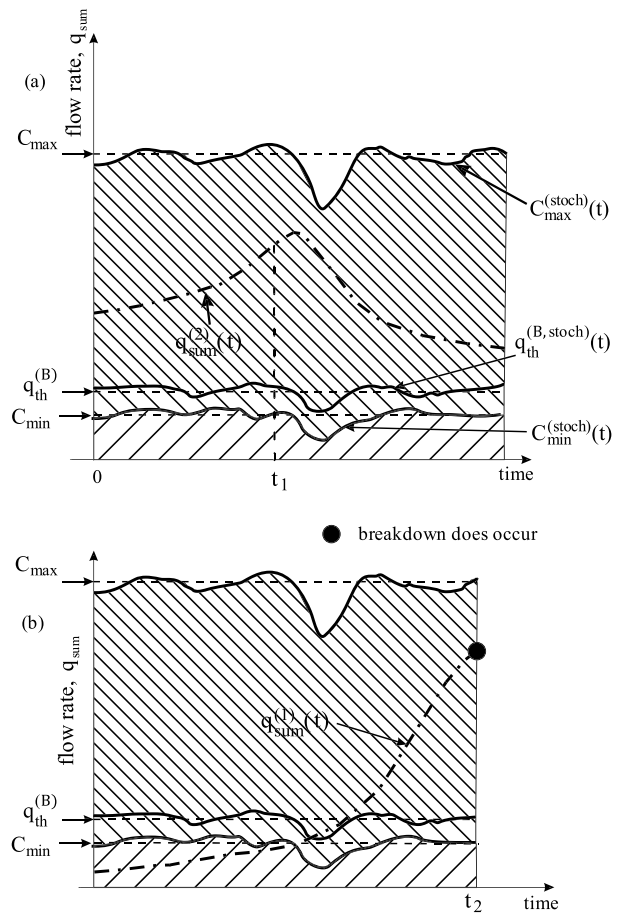 flow rate, q_sum
(a)
C_max
C_max^(stoch)(t)
q_sum^(2)(t)
q_th^(B, stoch)(t)
q_th^(B)
C_min
C_min^(stoch)(t)
0
t_1
time
breakdown does occur
C_max
(b)
flow rate, q_sum
q_sum^(1)(t)
q_th^(B)
C_min
t_2
time